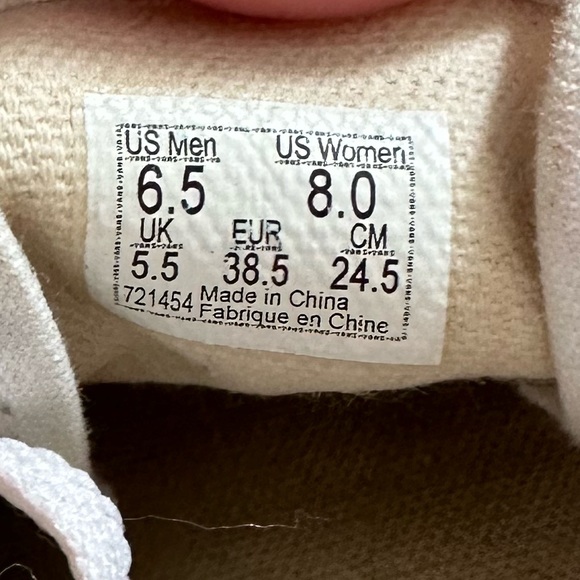 US Men US Women
6.5 8.0
UK EUR CM
5.5 38.5 24.5
721454 Made in China
Fabrique en Chine